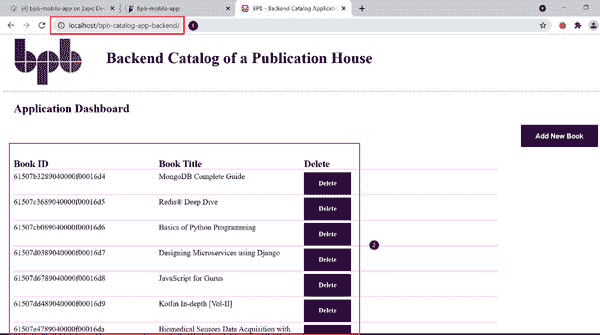 (4) bpb-mobile-app on Expo De
bpb-mobile-app
BPB - Backend Catalog Applicatio
localhost/bpb-catalog-app-backend/
1
bpb
Backend Catalog of a Publication House
Application Dashboard
Add New Book
Book ID Book Title Delete
61507b3289040000f00016d4 MongoDB Complete Guide Delete
61507c3689040000f00016d5 Redis® Deep Dive Delete
61507cb089040000f00016d6 Basics of Python Programming Delete
61507d0389040000f00016d7 Designing Microservices using Django Delete
2
61507d6789040000f00016d8 JavaScript for Gurus Delete
61507dd489040000f00016d9 Kotlin In-depth [Vol-II] Delete
61507e4789040000f00016da Biomedical Sensors Data Acquisition with